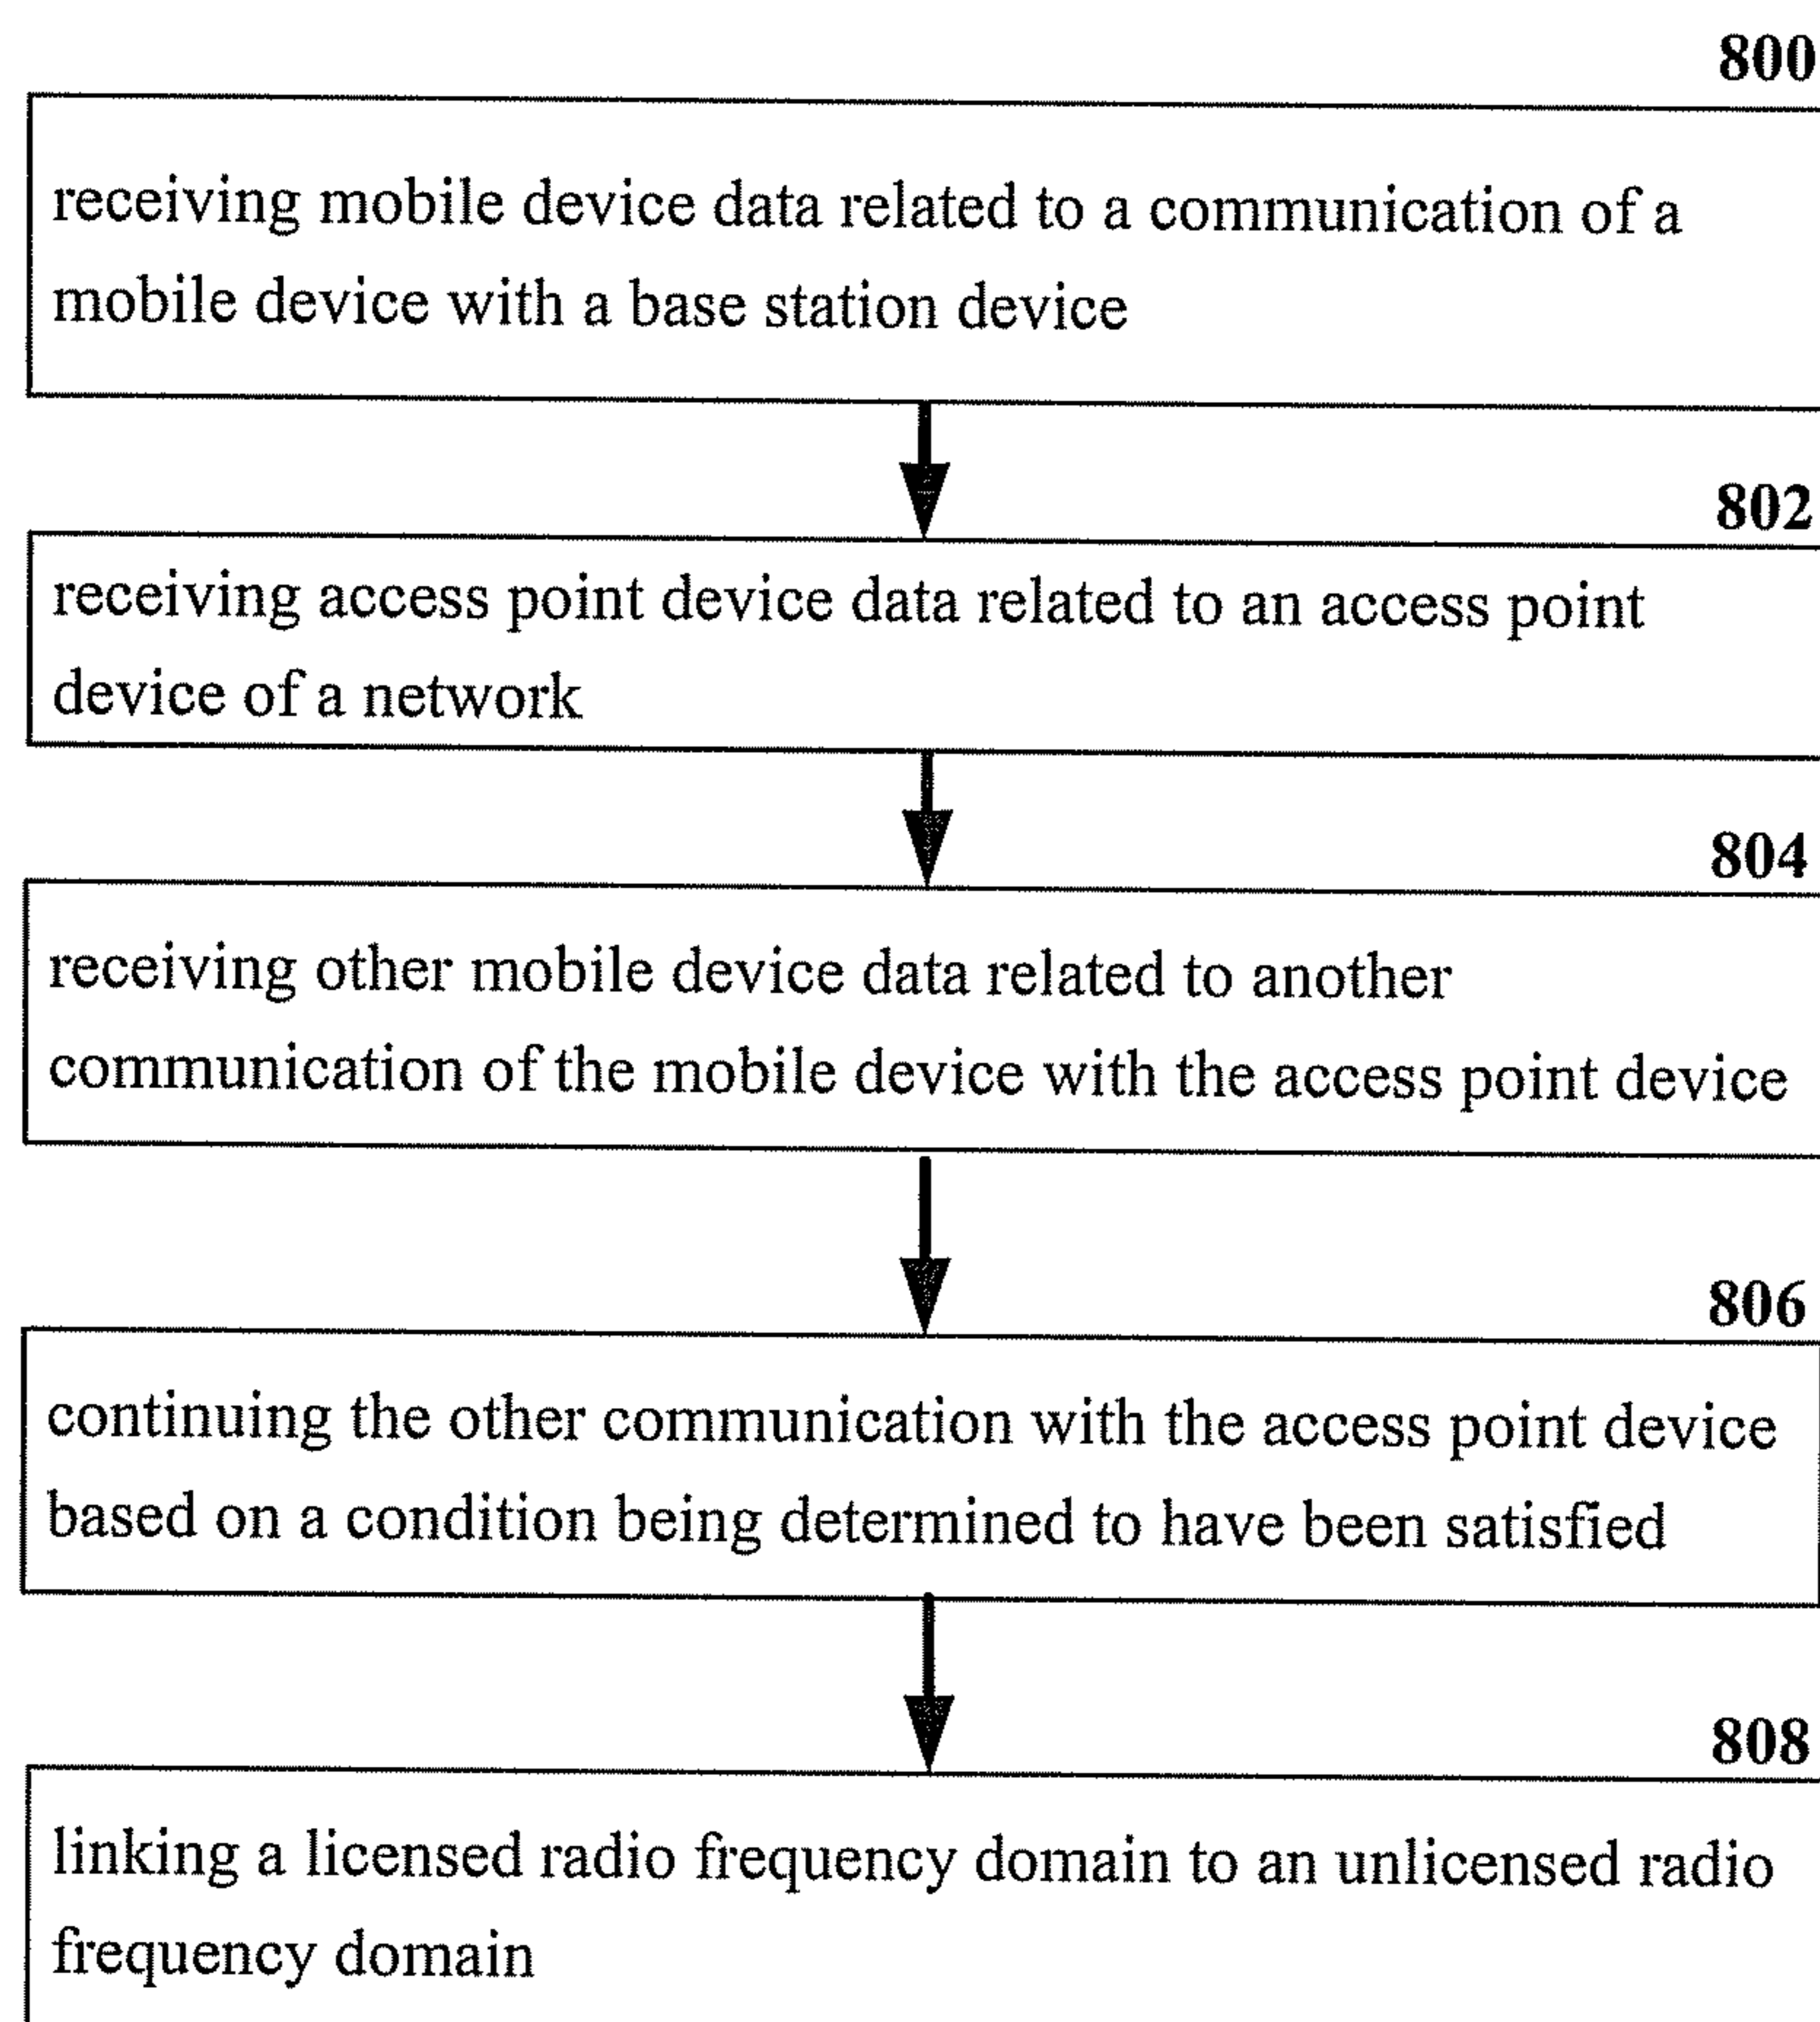 800
receiving mobile device data related to a communication of a
mobile device with a base station device
802
receiving access point device data related to an access point
device of a network
804
receiving other mobile device data related to another
communication of the mobile device with the access point device
806
continuing the other communication with the access point device
based on a condition being determined to have been satisfied
808
linking a licensed radio frequency domain to an unlicensed radio
frequency domain